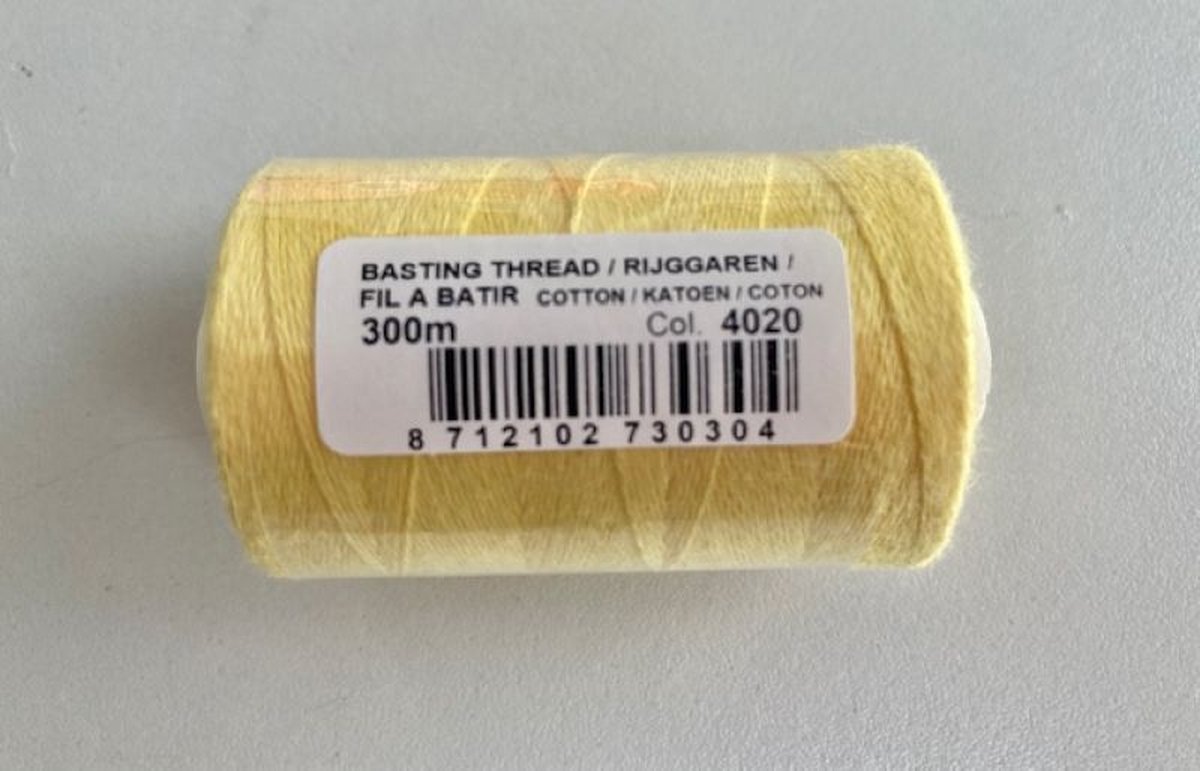 BASTING THREAD / RIJGGAREN /
FIL A BATIR COTTON / KATOEN / COTON
300m Col. 4020
8 712102 730304